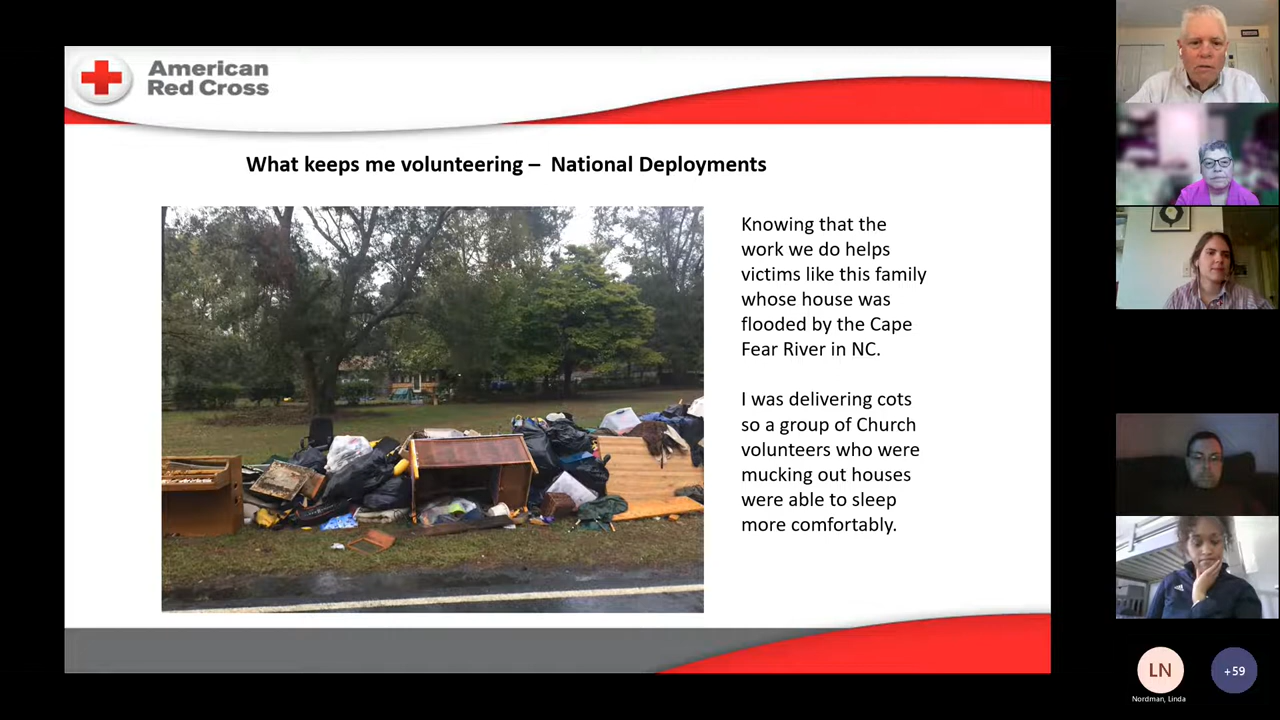 American
Red Cross
What keeps me volunteering – National Deployments
Knowing that the
work we do helps
victims like this family
whose house was
flooded by the Cape
Fear River in NC.
I was delivering cots
so a group of Church
volunteers who were
mucking out houses
were able to sleep
more comfortably.
LN
+59
Nordman, Linda